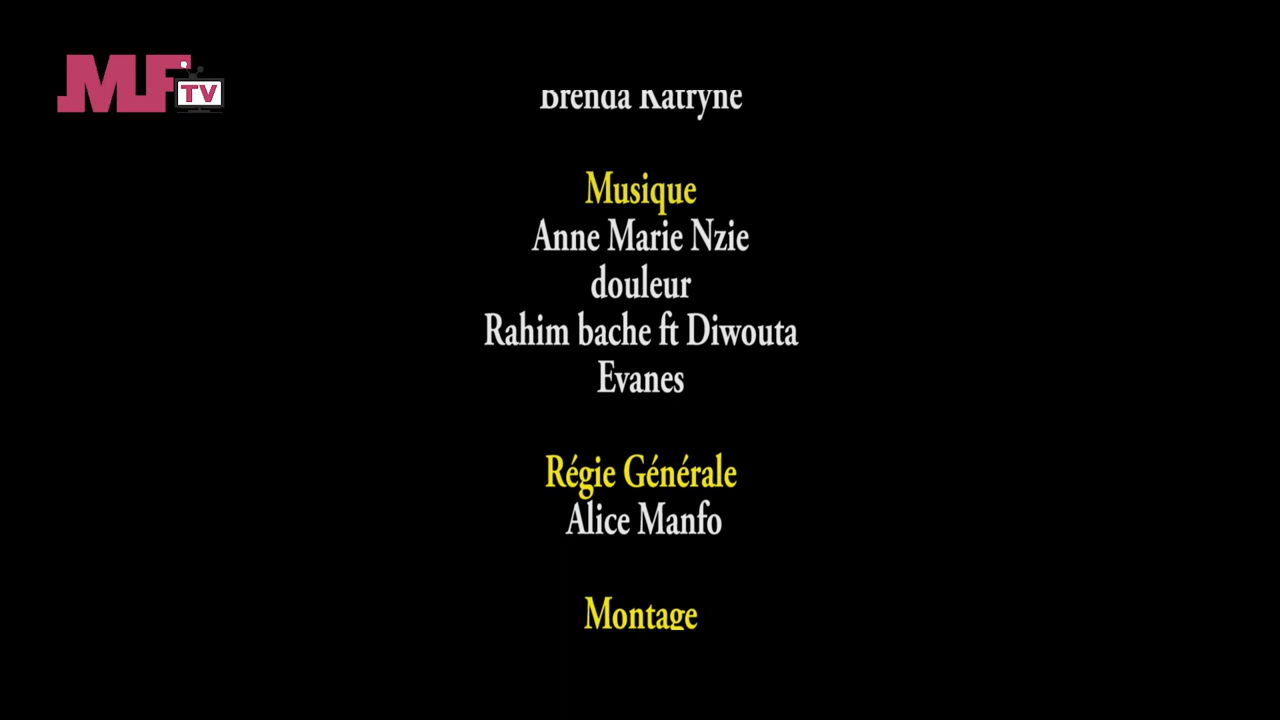 MF TV
Brenda Katryne
Musique
Anne Marie Nzie
douleur
Rahim bache ft Diwouta
Evanes
Régie Générale
Alice Manfo
Montage